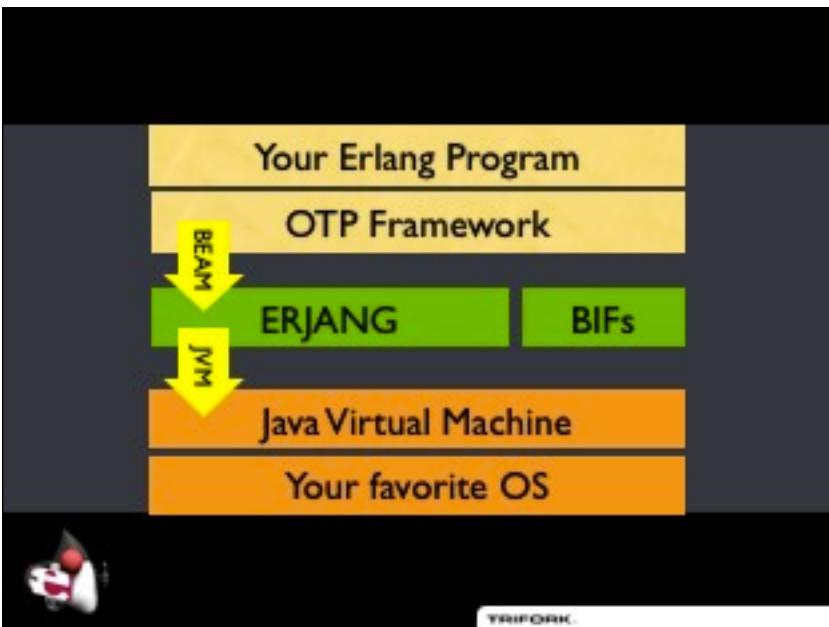 Your Erlang Program
OTP Framework
BEAM
ERJANG
BIFs
JVM
Java Virtual Machine
Your favorite OS
e
TRIFORK.